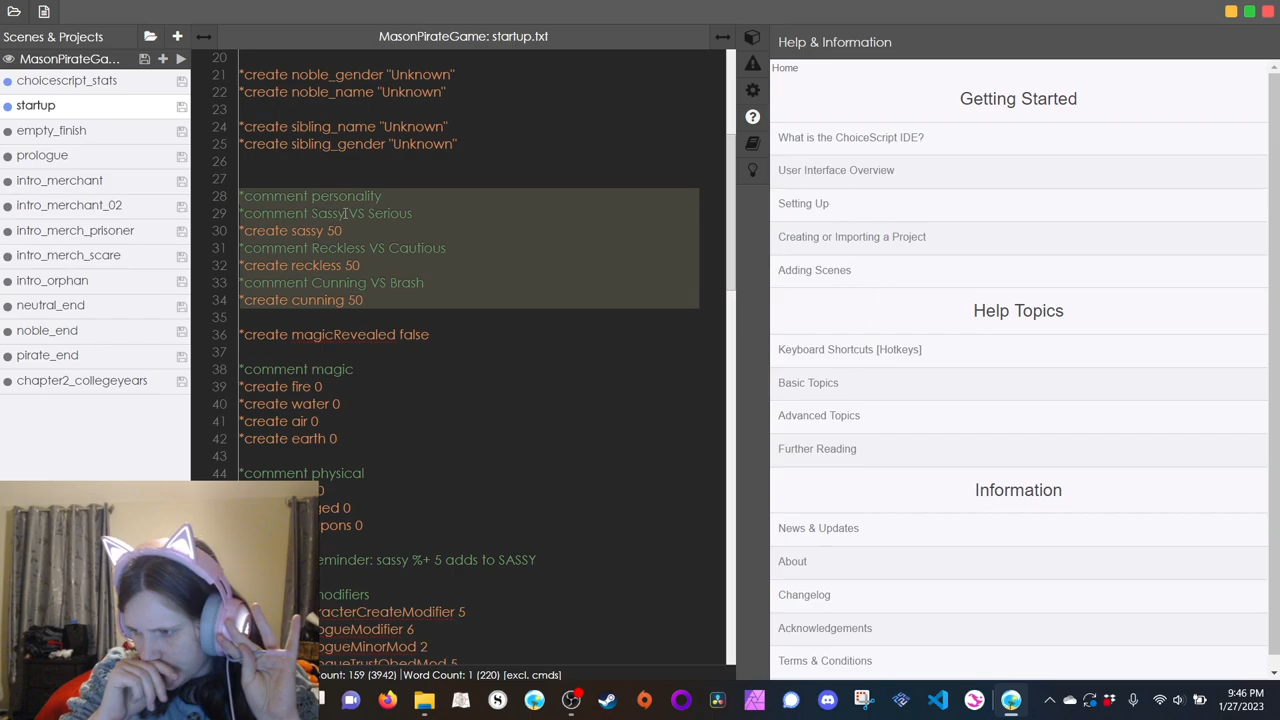 Scenes & Projects
MasonPirateGa...
choicescript_stats
startup
empty_finish
prologue
intro_merchant
intro_merchant_02
intro_merch_prisoner
intro_merch_scare
intro_orphan
neutral_end
noble_end
pirate_end
chapter2_collegeyears
MasonPirateGame: startup.txt
20
21 *create noble_gender "Unknown"
22 *create noble_name "Unknown"
23
24 *create sibling_name "Unknown"
25 *create sibling_gender "Unknown"
26
27
28 *comment personality
29 *comment Sassy VS Serious
30 *create sassy 50
31 *comment Reckless VS Cautious
32 *create reckless 50
33 *comment Cunning VS Brash
34 *create cunning 50
35
36 *create magicRevealed false
37
38 *comment magic
39 *create fire 0
40 *create water 0
41 *create air 0
42 *create earth 0
43
44 *comment physical
0
ged 0
pons 0
eminder: sassy %+ 5 adds to SASSY
nodifiers
racterCreateModifier 5
ogueModifier 6
ogueMinorMod 2
ogueTrustObedMod 5
ount: 159 (3942) Word Count: 1 (220) [excl. cmds]
Help & Information
Home
Getting Started
What is the ChoiceScript IDE?
User Interface Overview
Setting Up
Creating or Importing a Project
Adding Scenes
Help Topics
Keyboard Shortcuts [Hotkeys]
Basic Topics
Advanced Topics
Further Reading
Information
News & Updates
About
Changelog
Acknowledgements
Terms & Conditions
9:46 PM
1/27/2023